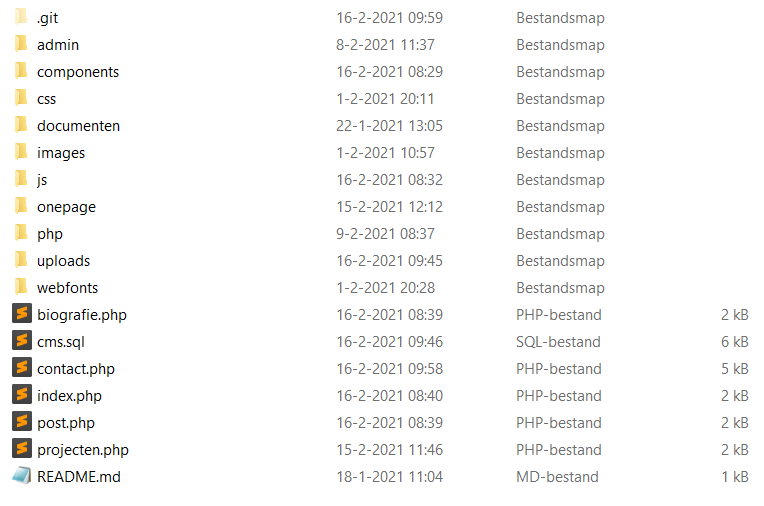 .git 16-2-2021 09:59 Bestandsmap
admin 8-2-2021 11:37 Bestandsmap
components 16-2-2021 08:29 Bestandsmap
css 1-2-2021 20:11 Bestandsmap
documenten 22-1-2021 13:05 Bestandsmap
images 1-2-2021 10:57 Bestandsmap
js 16-2-2021 08:32 Bestandsmap
onepage 15-2-2021 12:12 Bestandsmap
php 9-2-2021 08:37 Bestandsmap
uploads 16-2-2021 09:45 Bestandsmap
webfonts 1-2-2021 20:28 Bestandsmap
biografie.php 16-2-2021 08:39 PHP-bestand 2 kB
cms.sql 16-2-2021 09:46 SQL-bestand 6 kB
contact.php 16-2-2021 09:58 PHP-bestand 5 kB
index.php 16-2-2021 08:40 PHP-bestand 2 kB
post.php 16-2-2021 08:39 PHP-bestand 2 kB
projecten.php 15-2-2021 11:46 PHP-bestand 2 kB
README.md 18-1-2021 11:04 MD-bestand 1 kB